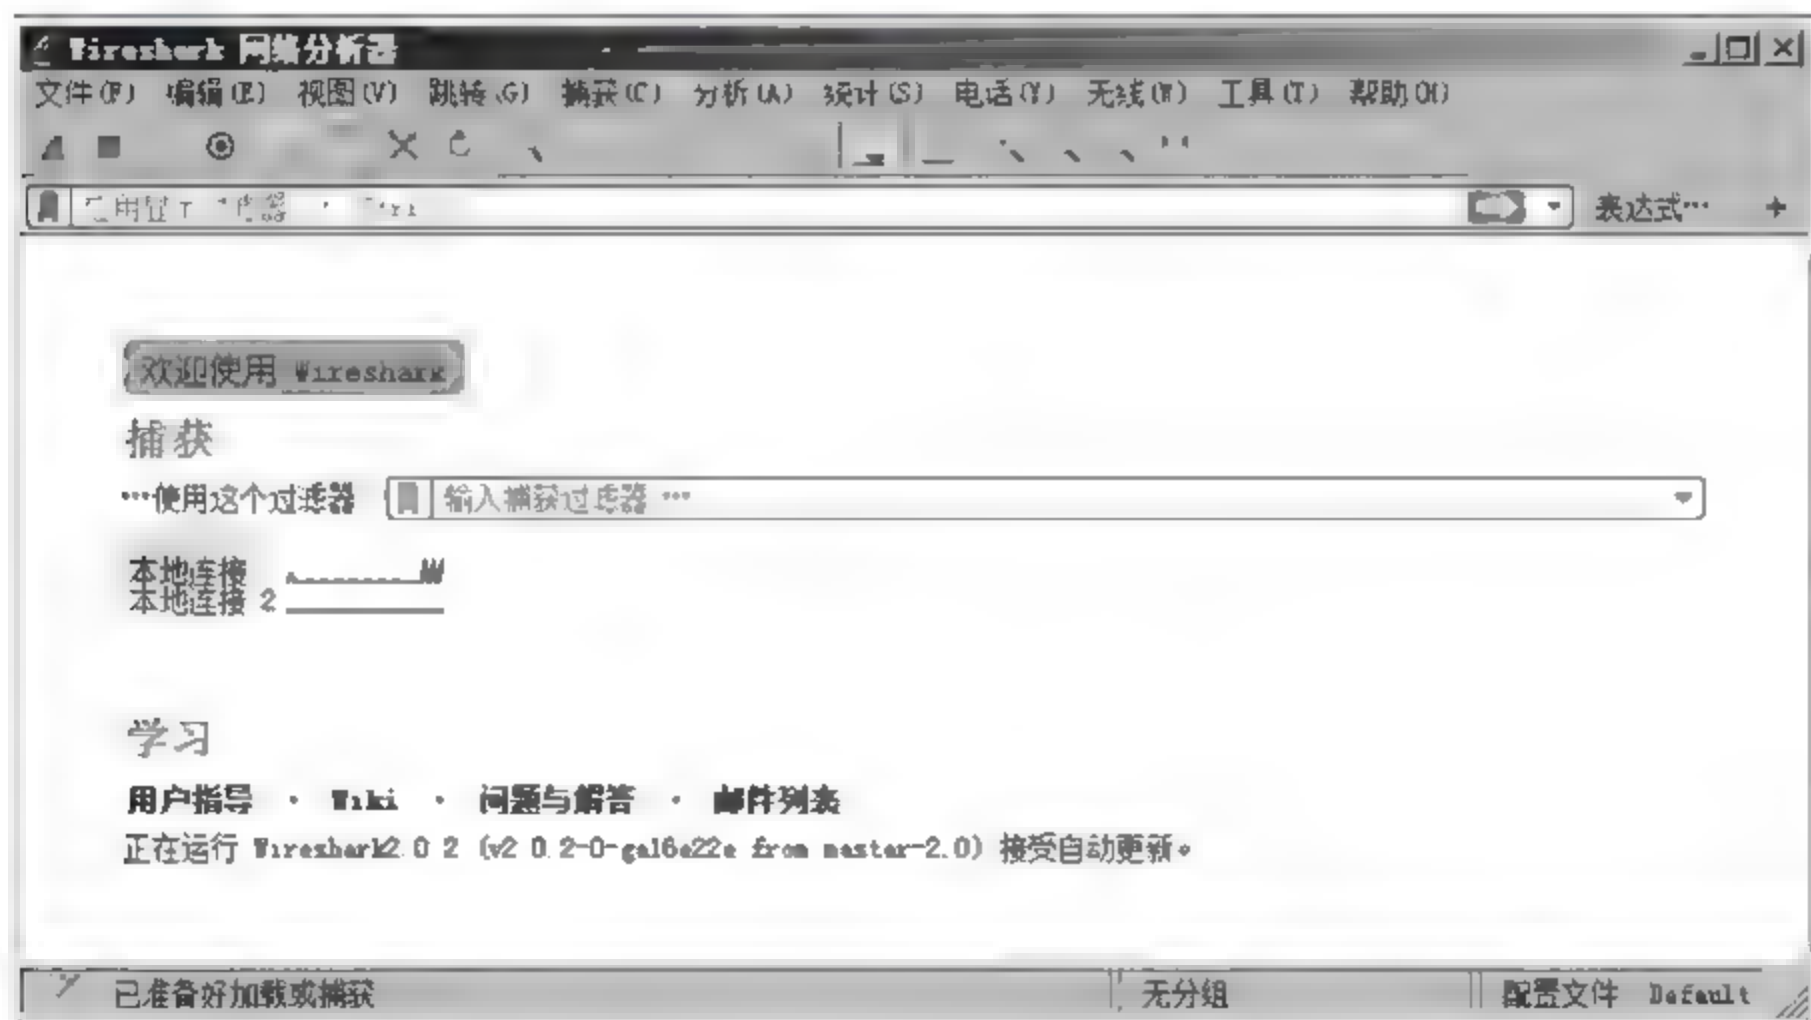 Wireshark 网络分析器
文件(F) 编辑(E) 视图(V) 跳转(G) 捕获(C) 分析(A) 统计(S) 电话(Y) 无线(W) 工具(T) 帮助(H)
表达式… +
欢迎使用 Wireshark
捕获
…使用这个过滤器 输入捕获过滤器 …
本地连接
本地连接 2
学习
用户指导 · Wiki · 问题与解答 · 邮件列表
正在运行 Wireshark2.0.2 (v2.0.2-0-ga16e22e from master-2.0) 接受自动更新。
已准备好加载或捕获 无分组 配置文件 Default